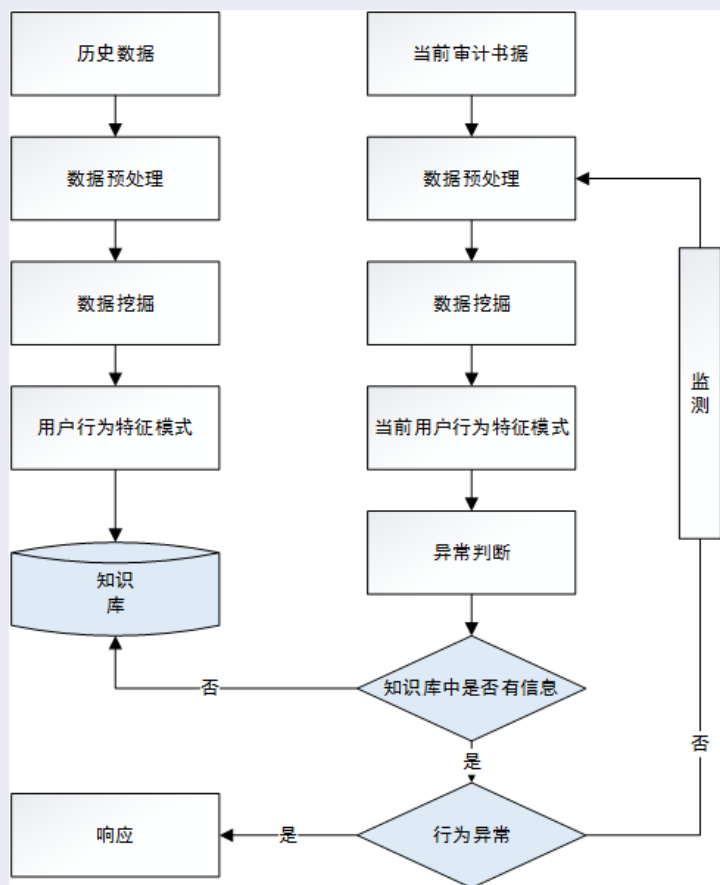 历史数据
当前审计书据
数据预处理
数据预处理
数据挖掘
数据挖掘
监
测
用户行为特征模式
当前用户行为特征模式
异常判断
知识
库
知识库中是否有信息
否
否
是
响应
是
行为异常